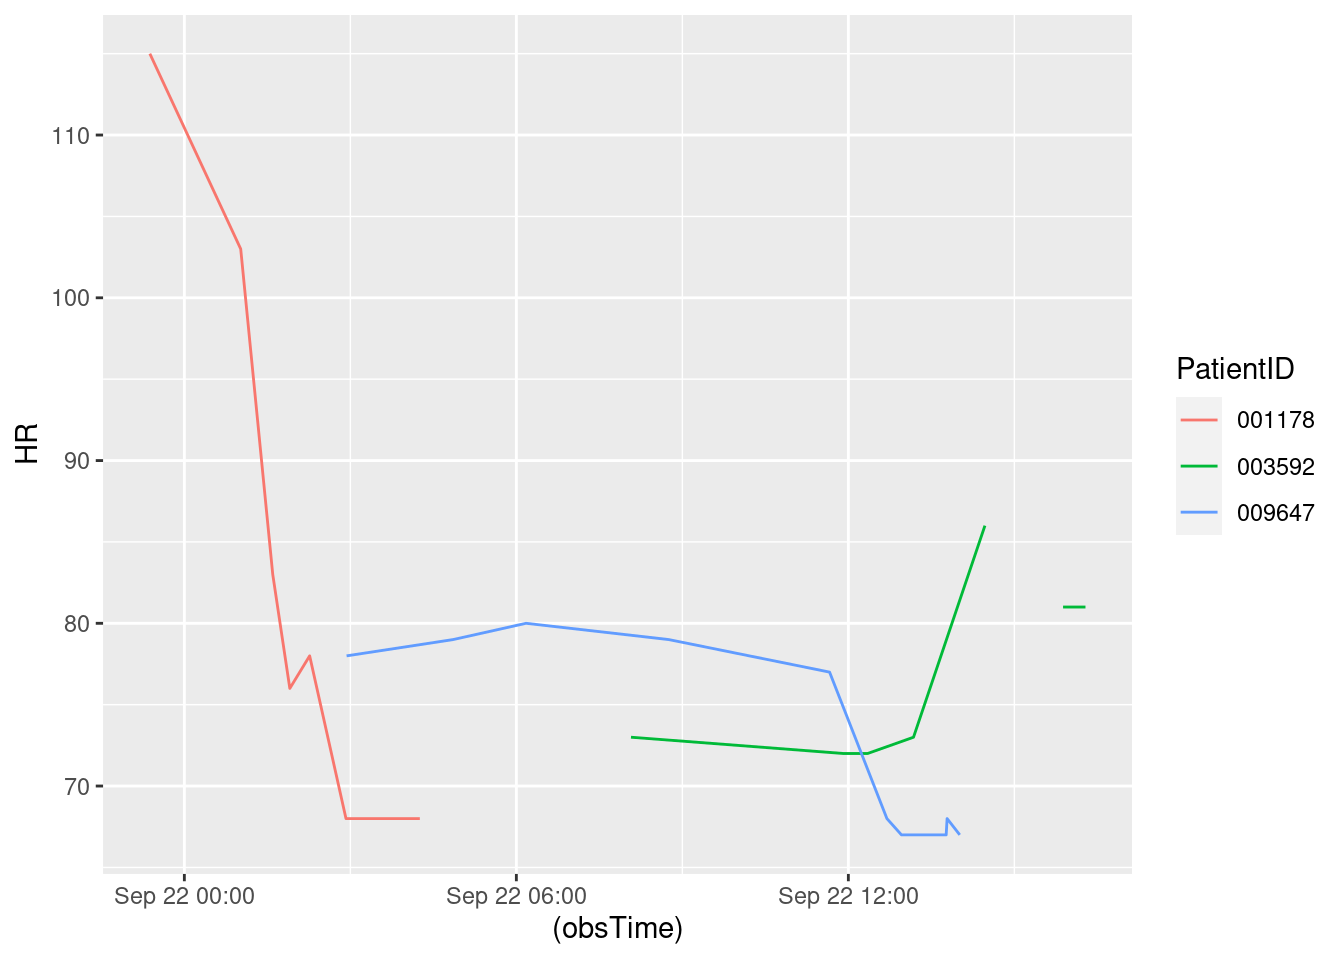 110
100
90
80
70
HR
Sep 22 00:00
Sep 22 06:00
Sep 22 12:00
(obsTime)
PatientID
001178
003592
009647